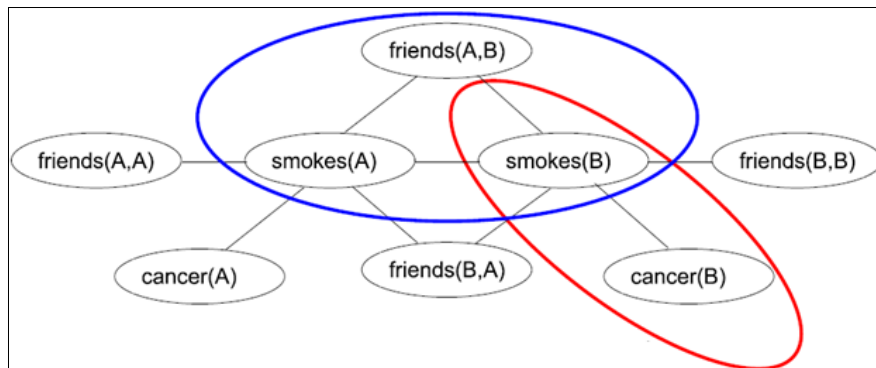 friends(A,B)
friends(A,A)
smokes(A)
smokes(B)
friends(B,B)
cancer(A)
friends(B,A)
cancer(B)